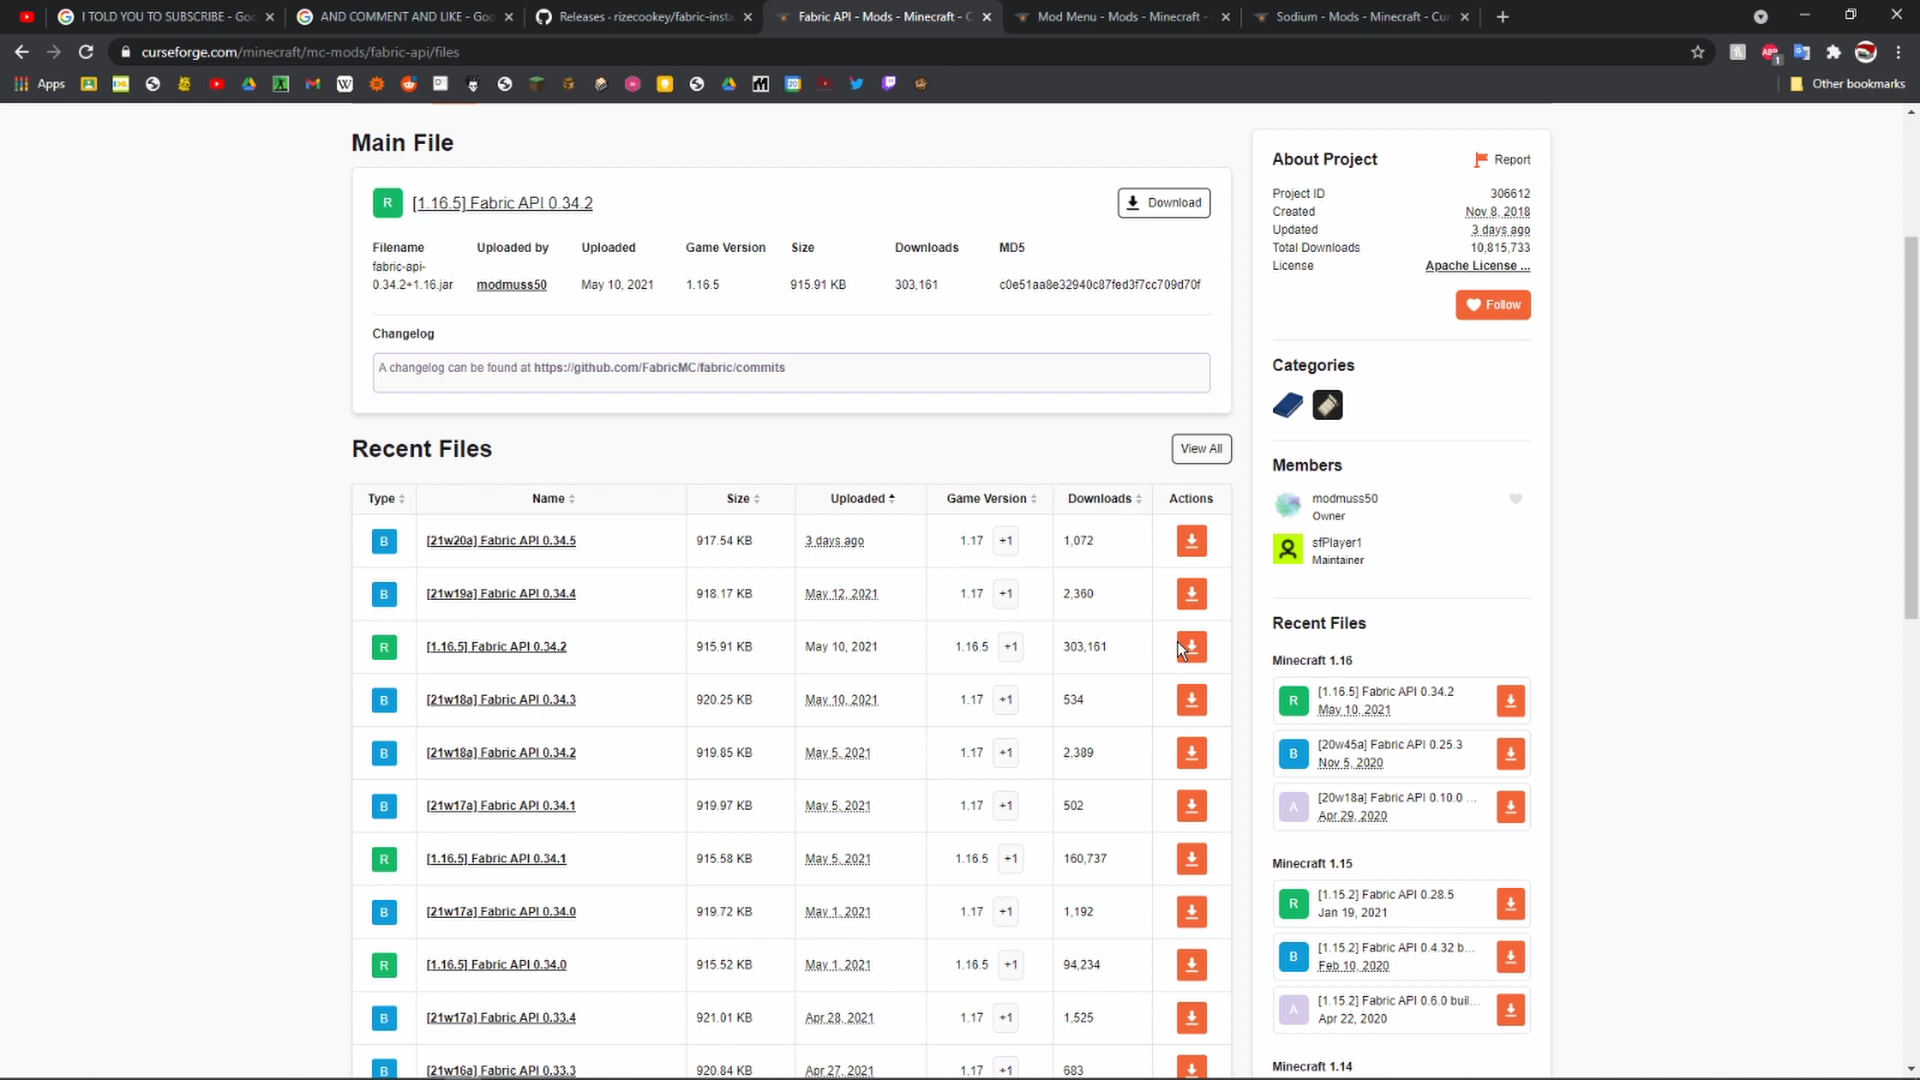 I TOLD YOU TO SUBSCRIBE - Goo
AND COMMENT AND LIKE - Goo
Releases · rizecookey/fabric-insta
Fabric API - Mods - Minecraft - C
Mod Menu - Mods - Minecraft -
Sodium - Mods - Minecraft - Cur
curseforge.com/minecraft/mc-mods/fabric-api/files
Apps
Other bookmarks
Main File
R [1.16.5] Fabric API 0.34.2
Download
Filename Uploaded by Uploaded Game Version Size Downloads MD5
fabric-api-
0.34.2+1.16.jar modmuss50 May 10, 2021 1.16.5 915.91 KB 303,161 c0e51aa8e32940c87fed3f7cc709d70f
Changelog
A changelog can be found at https://github.com/FabricMC/fabric/commits
Recent Files
View All
Type Name Size Uploaded Game Version Downloads Actions
B [21w20a] Fabric API 0.34.5 917.54 KB 3 days ago 1.17 +1 1,072
B [21w19a] Fabric API 0.34.4 918.17 KB May 12, 2021 1.17 +1 2,360
R [1.16.5] Fabric API 0.34.2 915.91 KB May 10, 2021 1.16.5 +1 303,161
B [21w18a] Fabric API 0.34.3 920.25 KB May 10, 2021 1.17 +1 534
B [21w18a] Fabric API 0.34.2 919.85 KB May 5, 2021 1.17 +1 2,389
B [21w17a] Fabric API 0.34.1 919.97 KB May 5, 2021 1.17 +1 502
R [1.16.5] Fabric API 0.34.1 915.58 KB May 5, 2021 1.16.5 +1 160,737
B [21w17a] Fabric API 0.34.0 919.72 KB May 1, 2021 1.17 +1 1,192
R [1.16.5] Fabric API 0.34.0 915.52 KB May 1, 2021 1.16.5 +1 94,234
B [21w17a] Fabric API 0.33.4 921.01 KB Apr 28, 2021 1.17 +1 1,525
B [21w16a] Fabric API 0.33.3 920.84 KB Apr 27, 2021 1.17 +1 683
About Project
Report
Project ID 306612
Created Nov 8, 2018
Updated 3 days ago
Total Downloads 10,815,733
License Apache License ...
Follow
Categories
Members
modmuss50
Owner
sfPlayer1
Maintainer
Recent Files
Minecraft 1.16
R [1.16.5] Fabric API 0.34.2
May 10, 2021
B [20w45a] Fabric API 0.25.3
Nov 5, 2020
A [20w18a] Fabric API 0.10.0 ...
Apr 29, 2020
Minecraft 1.15
R [1.15.2] Fabric API 0.28.5
Jan 19, 2021
B [1.15.2] Fabric API 0.4.32 b...
Feb 10, 2020
A [1.15.2] Fabric API 0.6.0 buil...
Apr 22, 2020
Minecraft 1.14